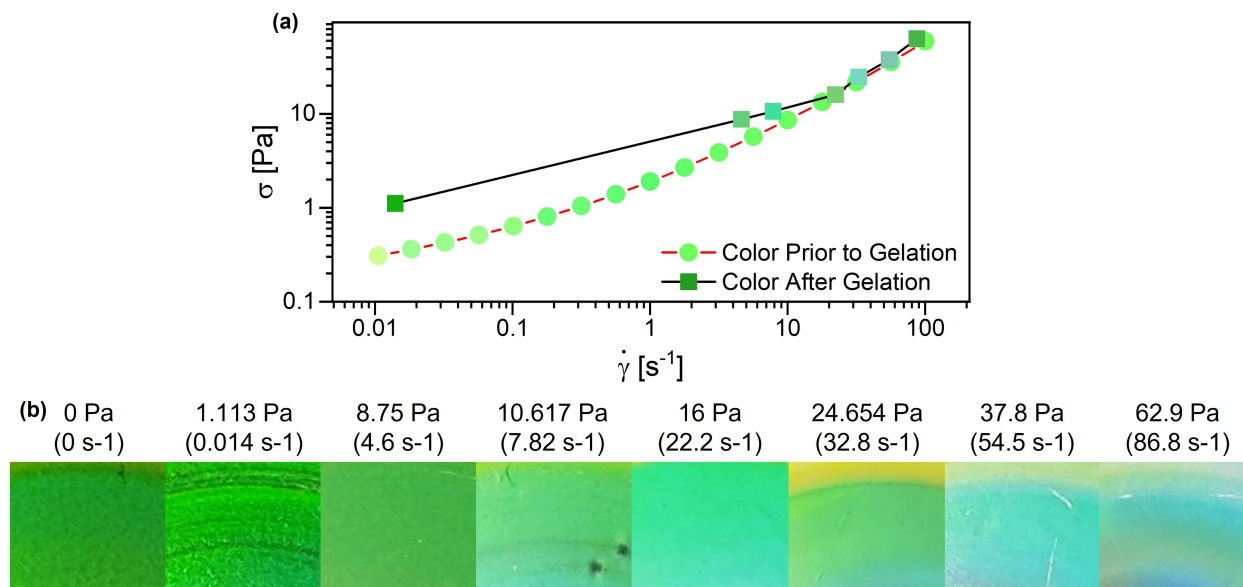 (a)
σ [Pa]
10
1
0.1
Color Prior to Gelation
Color After Gelation
0.01 0.1 1 10 100
γ̇ [s⁻¹]
(b) 0 Pa 1.113 Pa 8.75 Pa 10.617 Pa 16 Pa 24.654 Pa 37.8 Pa 62.9 Pa
(0 s-1) (0.014 s-1) (4.6 s-1) (7.82 s-1) (22.2 s-1) (32.8 s-1) (54.5 s-1) (86.8 s-1)